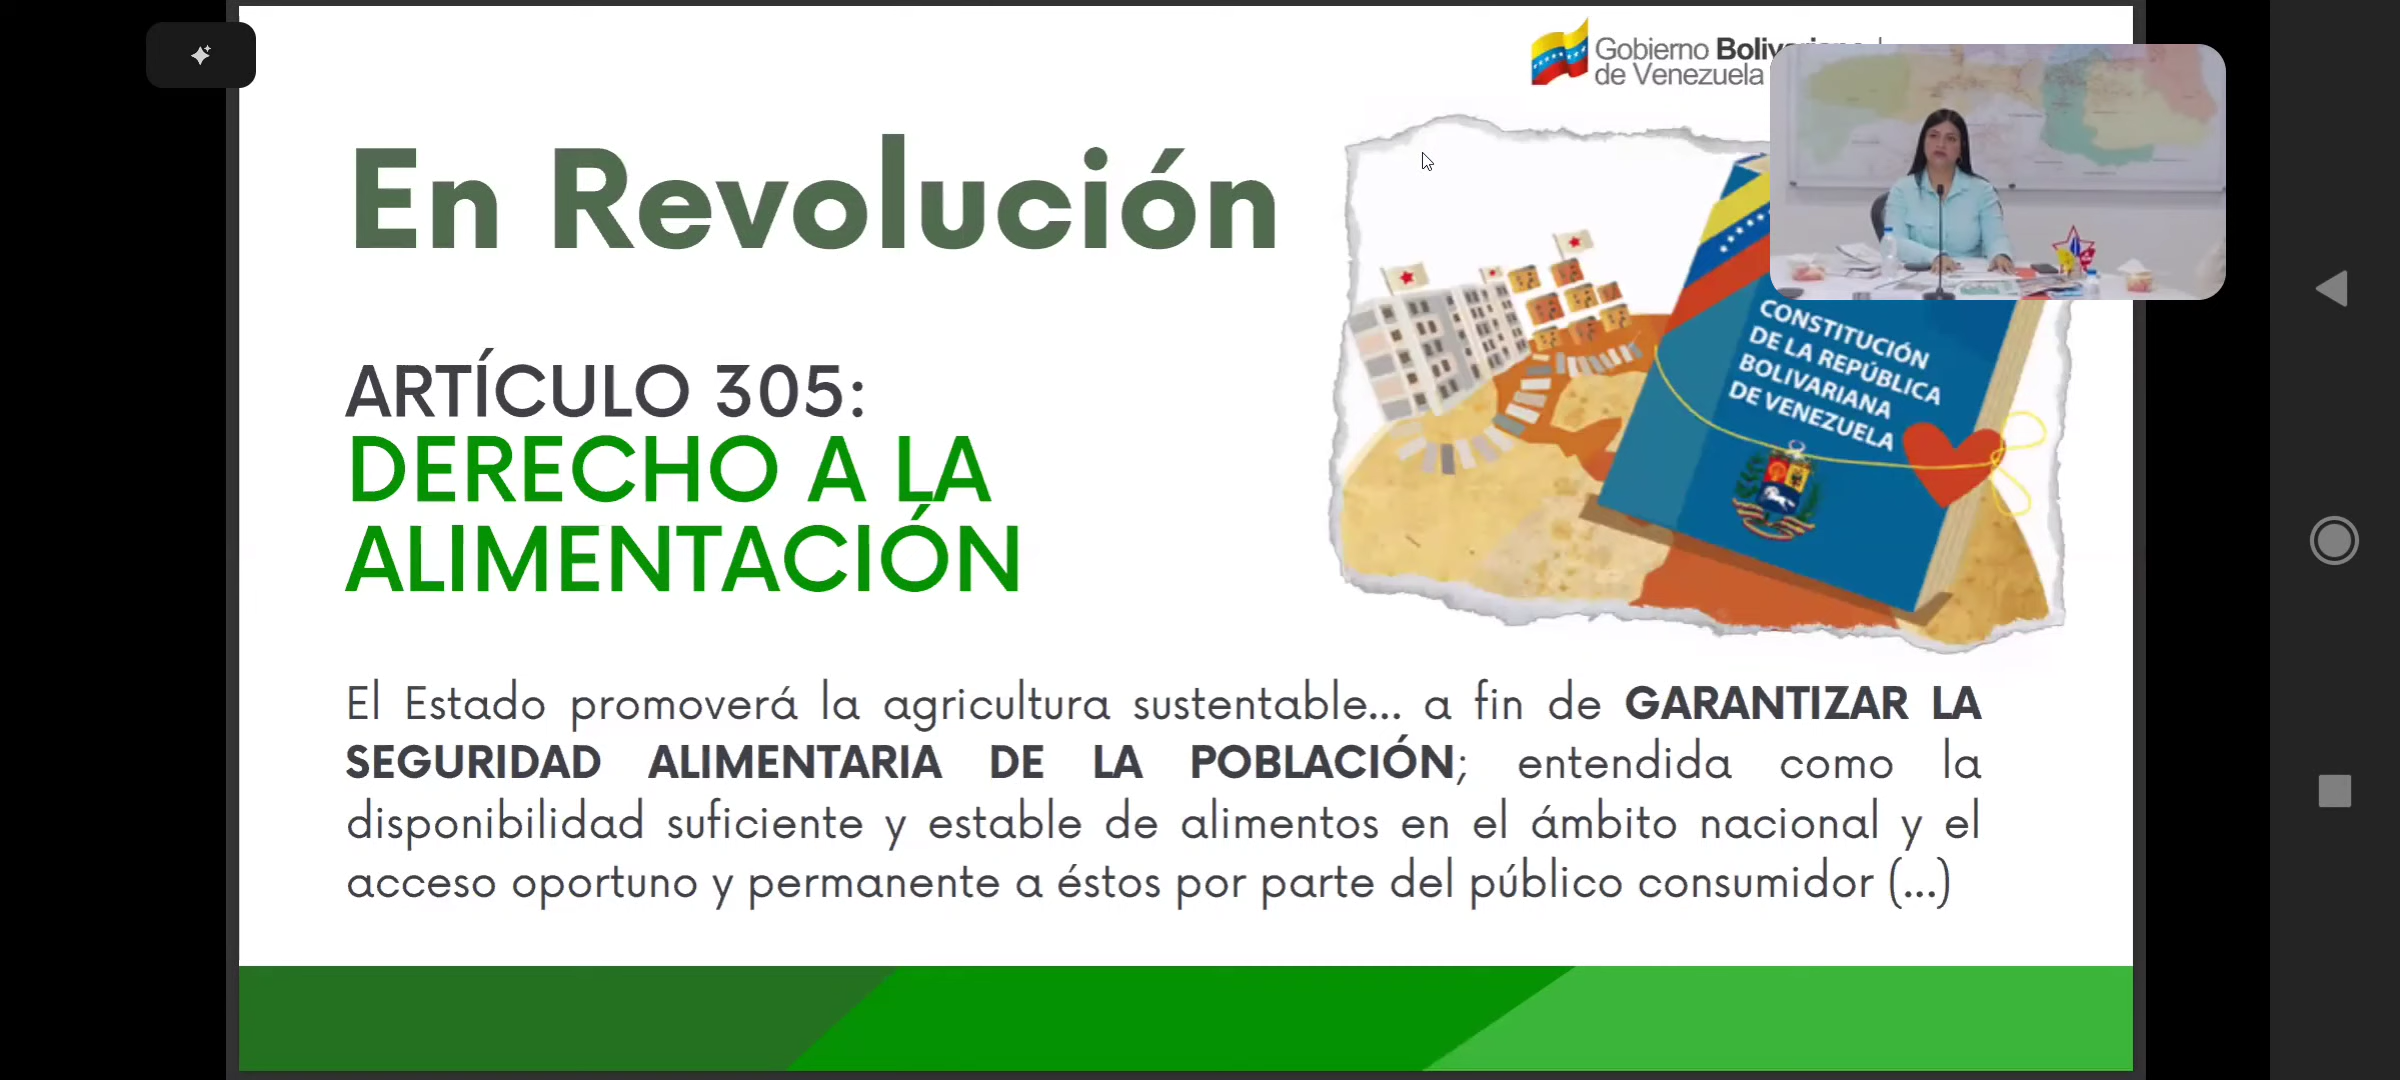 Gobierno
de Venezuela
En Revolución
CONSTITUCIÓN
DE LA REPÚBLICA
BOLIVARIANA
DE VENEZUELA
ARTÍCULO 305:
DERECHO A LA
ALIMENTACIÓN
El Estado promoverá la agricultura sustentable... a fin de GARANTIZAR LA
SEGURIDAD ALIMENTARIA DE LA POBLACIÓN; entendida como la
disponibilidad suficiente y estable de alimentos en el ámbito nacional y el
acceso oportuno y permanente a éstos por parte del público consumidor (...)